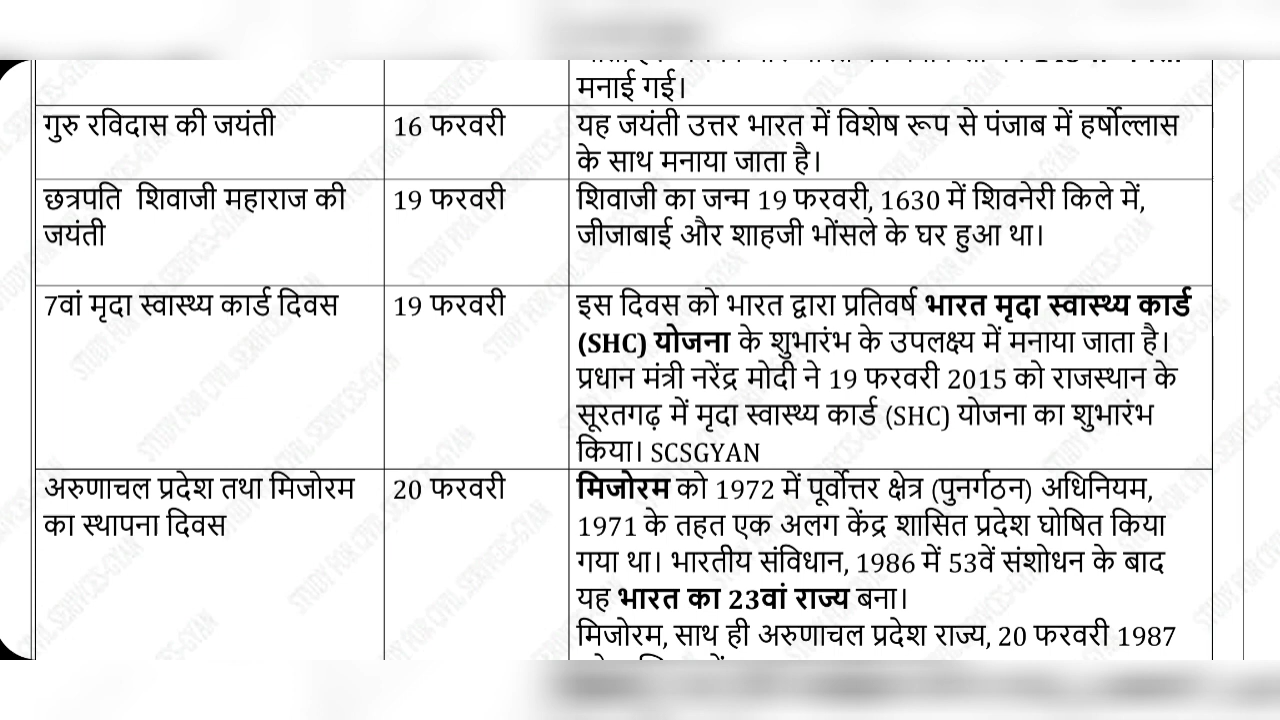 मनाई गई।
गुरु रविदास की जयंती
16 फरवरी
यह जयंती उत्तर भारत में विशेष रूप से पंजाब में हर्षोल्लास
के साथ मनाया जाता है।
छत्रपति शिवाजी महाराज की
जयंती
19 फरवरी
शिवाजी का जन्म 19 फरवरी, 1630 में शिवनेरी किले में,
जीजाबाई और शाहजी भोंसले के घर हुआ था।
7वां मृदा स्वास्थ्य कार्ड दिवस
19 फरवरी
इस दिवस को भारत द्वारा प्रतिवर्ष भारत मृदा स्वास्थ्य कार्ड
(SHC) योजना के शुभारंभ के उपलक्ष्य में मनाया जाता है।
प्रधान मंत्री नरेंद्र मोदी ने 19 फरवरी 2015 को राजस्थान के
सूरतगढ़ में मृदा स्वास्थ्य कार्ड (SHC) योजना का शुभारंभ
किया। SCSGYAN
अरुणाचल प्रदेश तथा मिजोरम
का स्थापना दिवस
20 फरवरी
मिजोरम को 1972 में पूर्वोत्तर क्षेत्र (पुनर्गठन) अधिनियम,
1971 के तहत एक अलग केंद्र शासित प्रदेश घोषित किया
गया था। भारतीय संविधान, 1986 में 53वें संशोधन के बाद
यह भारत का 23वां राज्य बना।
मिजोरम, साथ ही अरुणाचल प्रदेश राज्य, 20 फरवरी 1987